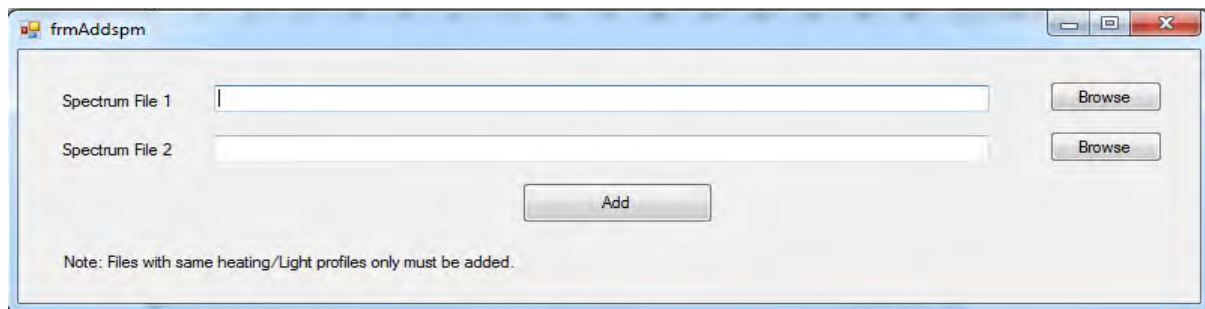 frmAddspm
Spectrum File 1 Browse
Spectrum File 2 Browse
Add
Note: Files with same heating/Light profiles only must be added.